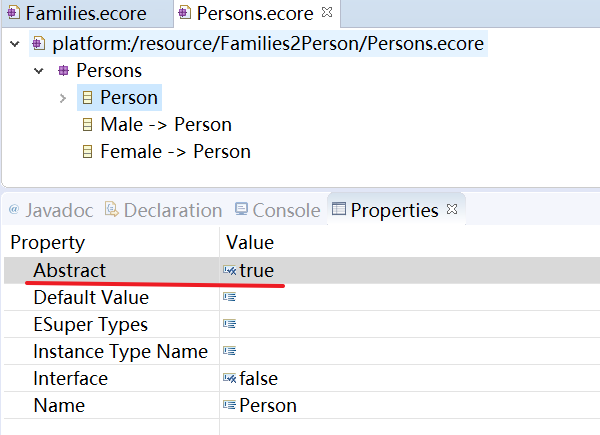 Families.ecore Persons.ecore
platform:/resource/Families2Person/Persons.ecore
Persons
Person
Male -> Person
Female -> Person
@ Javadoc Declaration Console Properties
Property Value
Abstract true
Default Value
ESuper Types
Instance Type Name
Interface false
Name Person